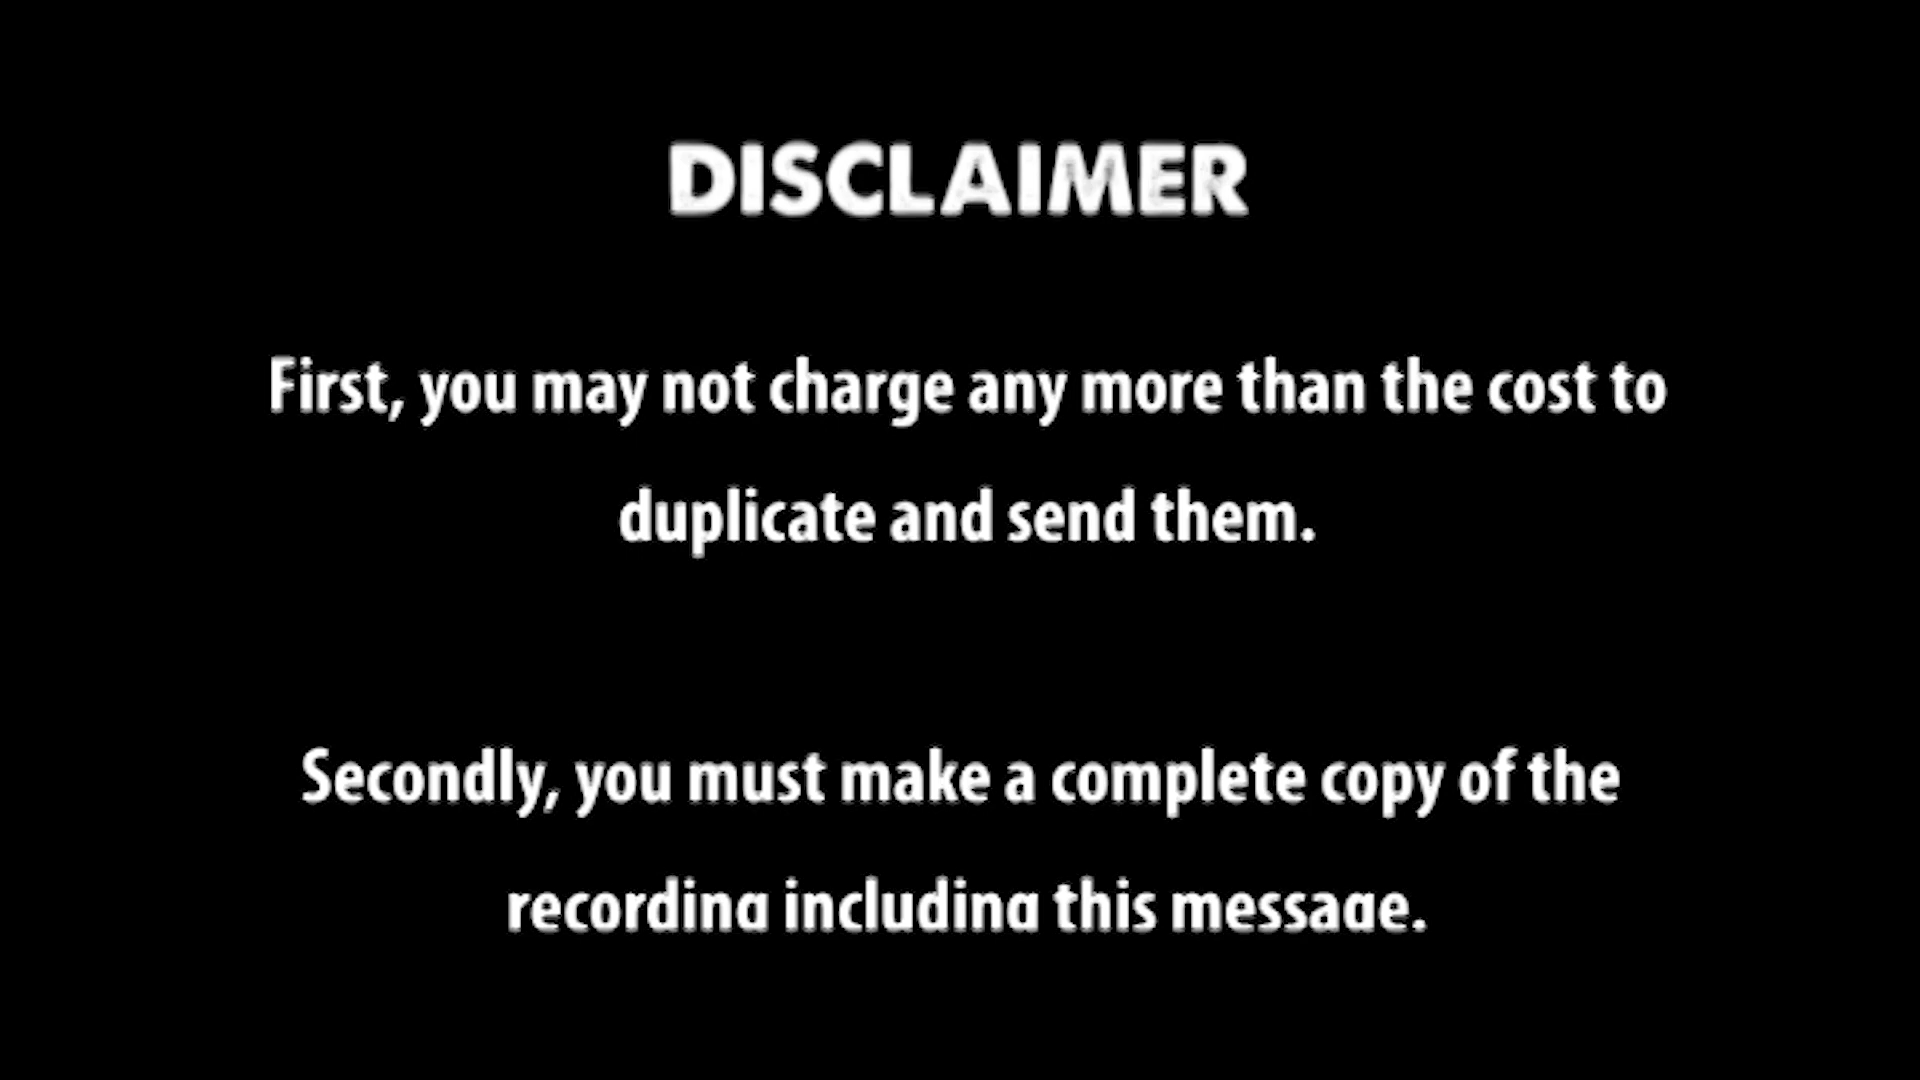 DISCLAIMER
First, you may not charge any more than the cost to
duplicate and send them.
Secondly, you must make a complete copy of the
recording including this message.